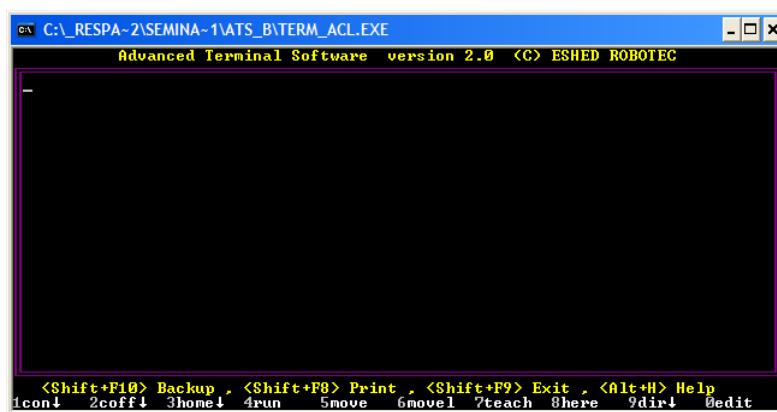 C:\_RESPA~2\SEMINA~1\ATS_B\TERM_ACL.EXE
Advanced Terminal Software version 2.0 (C) ESHED ROBOTEC
<Shift+F10> Backup , <Shift+F8> Print , <Shift+F9> Exit , <Alt+H> Help
1con↓ 2coff↓ 3home↓ 4run 5move 6movel 7teach 8here 9dir↓ 0edit